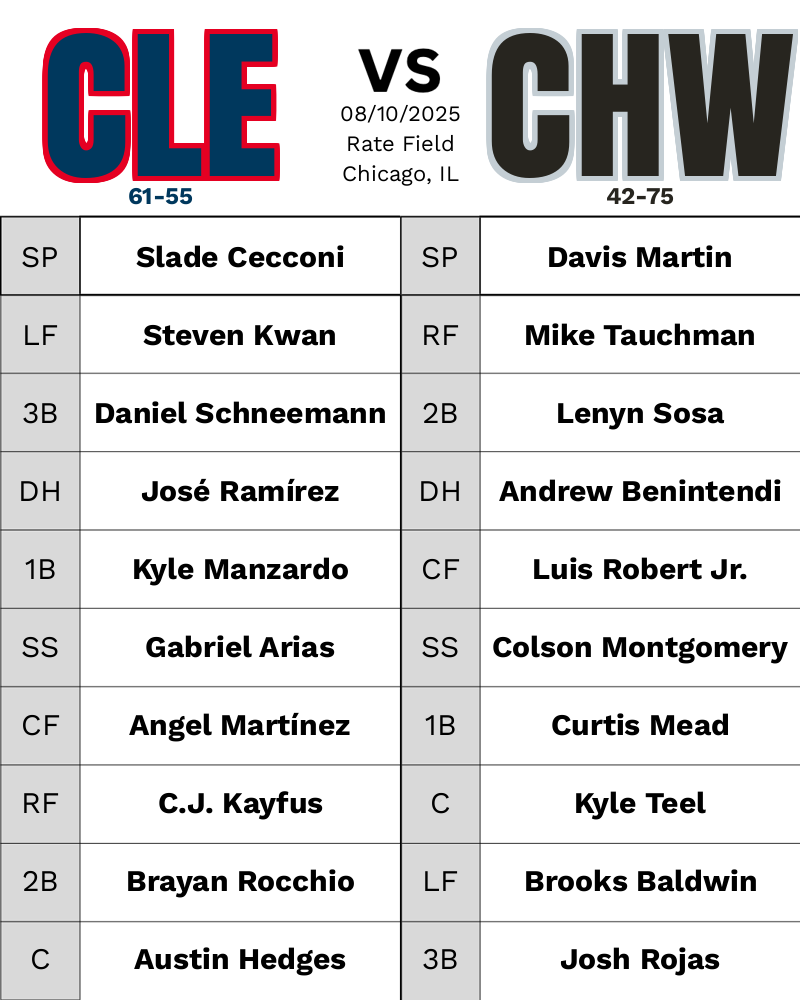 CLE VS CHW
08/10/2025
Rate Field
Chicago, IL
61-55 42-75
SP Slade Cecconi SP Davis Martin
LF Steven Kwan RF Mike Tauchman
3B Daniel Schneemann 2B Lenyn Sosa
DH José Ramírez DH Andrew Benintendi
1B Kyle Manzardo CF Luis Robert Jr.
SS Gabriel Arias SS Colson Montgomery
CF Angel Martínez 1B Curtis Mead
RF C.J. Kayfus C Kyle Teel
2B Brayan Rocchio LF Brooks Baldwin
C Austin Hedges 3B Josh Rojas